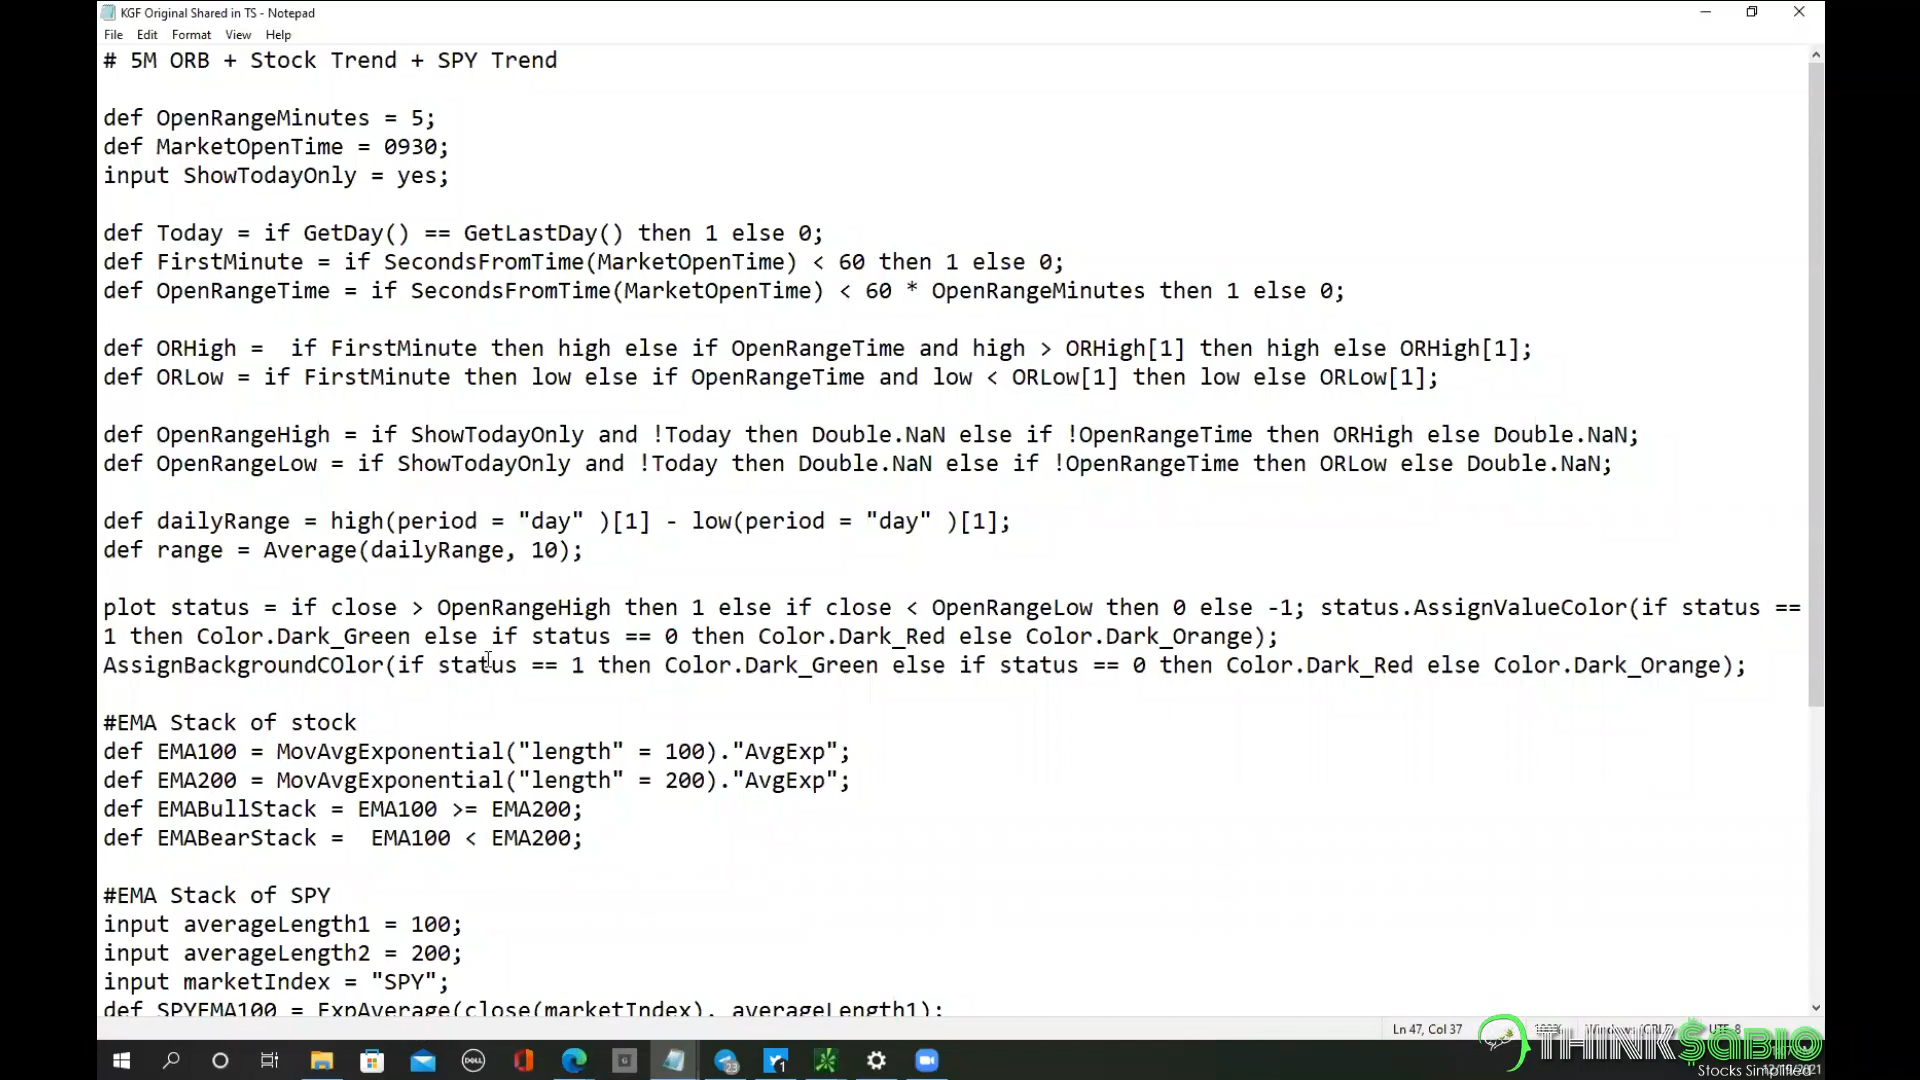 KGF Original Shared in TS - Notepad
File Edit Format View Help
# 5M ORB + Stock Trend + SPY Trend
def OpenRangeMinutes = 5;
def MarketOpenTime = 0930;
input ShowTodayOnly = yes;
def Today = if GetDay() == GetLastDay() then 1 else 0;
def FirstMinute = if SecondsFromTime(MarketOpenTime) < 60 then 1 else 0;
def OpenRangeTime = if SecondsFromTime(MarketOpenTime) < 60 * OpenRangeMinutes then 1 else 0;
def ORHigh =  if FirstMinute then high else if OpenRangeTime and high > ORHigh[1] then high else ORHigh[1];
def ORLow = if FirstMinute then low else if OpenRangeTime and low < ORLow[1] then low else ORLow[1];
def OpenRangeHigh = if ShowTodayOnly and !Today then Double.NaN else if !OpenRangeTime then ORHigh else Double.NaN;
def OpenRangeLow = if ShowTodayOnly and !Today then Double.NaN else if !OpenRangeTime then ORLow else Double.NaN;
def dailyRange = high(period = "day" )[1] - low(period = "day" )[1];
def range = Average(dailyRange, 10);
plot status = if close > OpenRangeHigh then 1 else if close < OpenRangeLow then 0 else -1; status.AssignValueColor(if status ==
1 then Color.Dark_Green else if status == 0 then Color.Dark_Red else Color.Dark_Orange);
AssignBackgroundCOlor(if status == 1 then Color.Dark_Green else if status == 0 then Color.Dark_Red else Color.Dark_Orange);
#EMA Stack of stock
def EMA100 = MovAvgExponential("length" = 100)."AvgExp";
def EMA200 = MovAvgExponential("length" = 200)."AvgExp";
def EMABullStack = EMA100 >= EMA200;
def EMABearStack =  EMA100 < EMA200;
#EMA Stack of SPY
input averageLength1 = 100;
input averageLength2 = 200;
input marketIndex = "SPY";
def SPYEMA100 = ExpAverage(close(marketIndex), averageLength1);
Ln 47, Col 37 100% Windows (CRLF) UTF-8
THINKSaBIO
Stocks Simplified
DELL
23